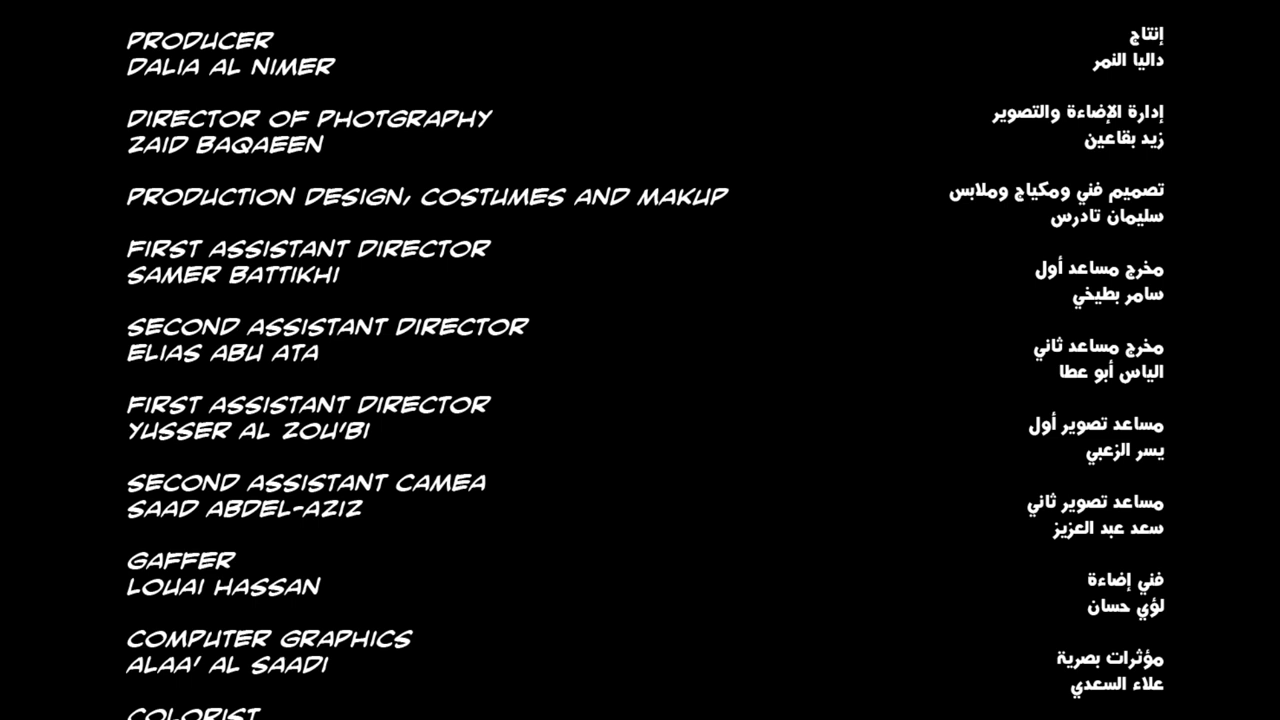 PRODUCER
DALIA AL NIMER
DIRECTOR OF PHOTGRAPHY
ZAID BAQAEEN
PRODUCTION DESIGN, COSTUMES AND MAKUP
FIRST ASSISTANT DIRECTOR
SAMER BATTIKHI
SECOND ASSISTANT DIRECTOR
ELIAS ABU ATA
FIRST ASSISTANT DIRECTOR
YUSSER AL ZOU'BI
SECOND ASSISTANT CAMEA
SAAD ABDEL-AZIZ
GAFFER
LOUAI HASSAN
COMPUTER GRAPHICS
ALAA' AL SAADI
COLORIST
إنتاج
داليا النمر
إدارة الإضاءة والتصوير
زيد بقاعين
تصميم فني ومكياج وملابس
سليمان تادرس
مخرج مساعد أول
سامر بطيخي
مخرج مساعد ثاني
الياس أبو عطا
مساعد تصوير أول
يسر الزعبي
مساعد تصوير ثاني
سعد عبد العزيز
فني إضاءة
لؤي حسان
مؤثرات بصرية
علاء السعدي